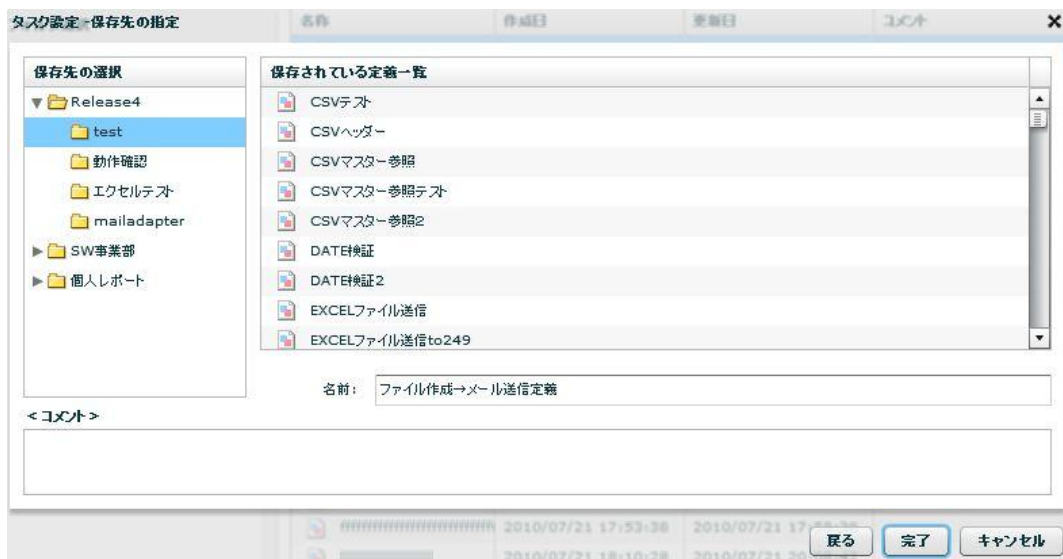 タスク設定 -保存先の指定
名称 作成日 更新日 コメント
保存先の選択
Release4
test
動作確認
エクセルテスト
mailadapter
SW事業部
個人レポート
保存されている定義一覧
CSVテスト
CSVヘッダー
CSVマスター参照
CSVマスター参照テスト
CSVマスター参照2
DATE検証
DATE検証2
EXCELファイル送信
EXCELファイル送信to249
名前: ファイル作成→メール送信定義
<コメント>
2010/07/21 17:53:38 2010/07/21
2010/07/21 18:10:28 2010/07/21
戻る 完了 キャンセル